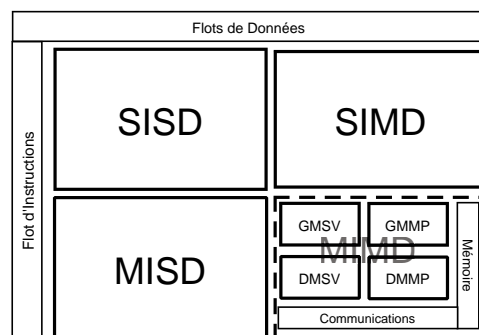 Flots de Données
Flot d'Instructions
SISD
SIMD
MISD
MIMD
GMSV
GMMP
DMSV
DMMP
Mémoire
Communications